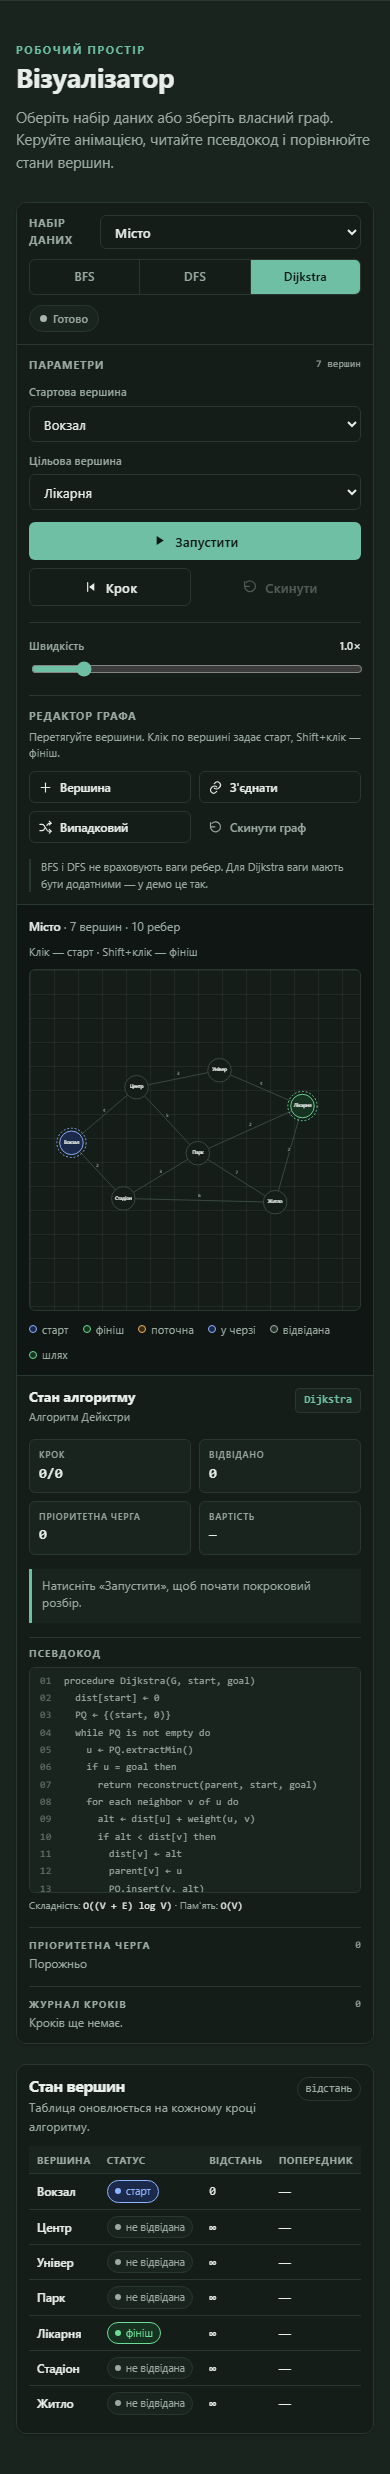 РОБОЧИЙ ПРОСТІР
Візуалізатор
Оберіть набір даних або зберіть власний граф.
Керуйте анімацією, читайте псевдокод і порівнюйте
стани вершин.
НАБІР
ДАНИХ
Місто
BFS
DFS
Dijkstra
Готово
ПАРАМЕТРИ
7 вершин
Стартова вершина
Вокзал
Цільова вершина
Лікарня
Запустити
Крок
Скинути
Швидкість
1.0×
РЕДАКТОР ГРАФА
Перетягуйте вершини. Клік по вершині задає старт, Shift+клік —
фініш.
Вершина
З'єднати
Випадковий
Скинути граф
BFS і DFS не враховують ваги ребер. Для Dijkstra ваги мають
бути додатними — у демо це так.
Місто · 7 вершин · 10 ребер
Клік — старт · Shift+клік — фініш
Універ
Центр
Лікарня
Вокзал
Парк
Стадіон
Житло
старт
фініш
поточна
у черзі
відвідана
шлях
Стан алгоритму
Dijkstra
Алгоритм Дейкстри
КРОК
0/0
ВІДВІДАНО
0
ПРІОРИТЕТНА ЧЕРГА
0
ВАРТІСТЬ
—
Натисніть «Запустити», щоб почати покроковий
розбір.
ПСЕВДОКОД
01 procedure Dijkstra(G, start, goal)
02 dist[start] ← 0
03 PQ ← {(start, 0)}
04 while PQ is not empty do
05 u ← PQ.extractMin()
06 if u = goal then
07 return reconstruct(parent, start, goal)
08 for each neighbor v of u do
09 alt ← dist[u] + weight(u, v)
10 if alt < dist[v] then
11 dist[v] ← alt
12 parent[v] ← u
13 PQ.insert(v, alt)
Складність: O((V + E) log V) · Пам'ять: O(V)
ПРІОРИТЕТНА ЧЕРГА
0
Порожньо
ЖУРНАЛ КРОКІВ
0
Кроків ще немає.
Стан вершин
відстань
Таблиця оновлюється на кожному кроці
алгоритму.
ВЕРШИНА СТАТУС ВІДСТАНЬ ПОПЕРЕДНИК
Вокзал старт 0 —
Центр не відвідана ∞ —
Універ не відвідана ∞ —
Парк не відвідана ∞ —
Лікарня фініш ∞ —
Стадіон не відвідана ∞ —
Житло не відвідана ∞ —